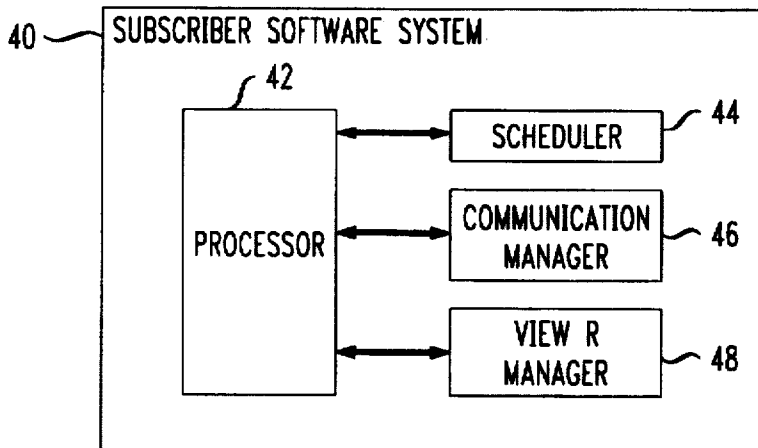 40
SUBSCRIBER SOFTWARE SYSTEM
42
PROCESSOR
SCHEDULER
44
COMMUNICATION
MANAGER
46
VIEW R
MANAGER
48